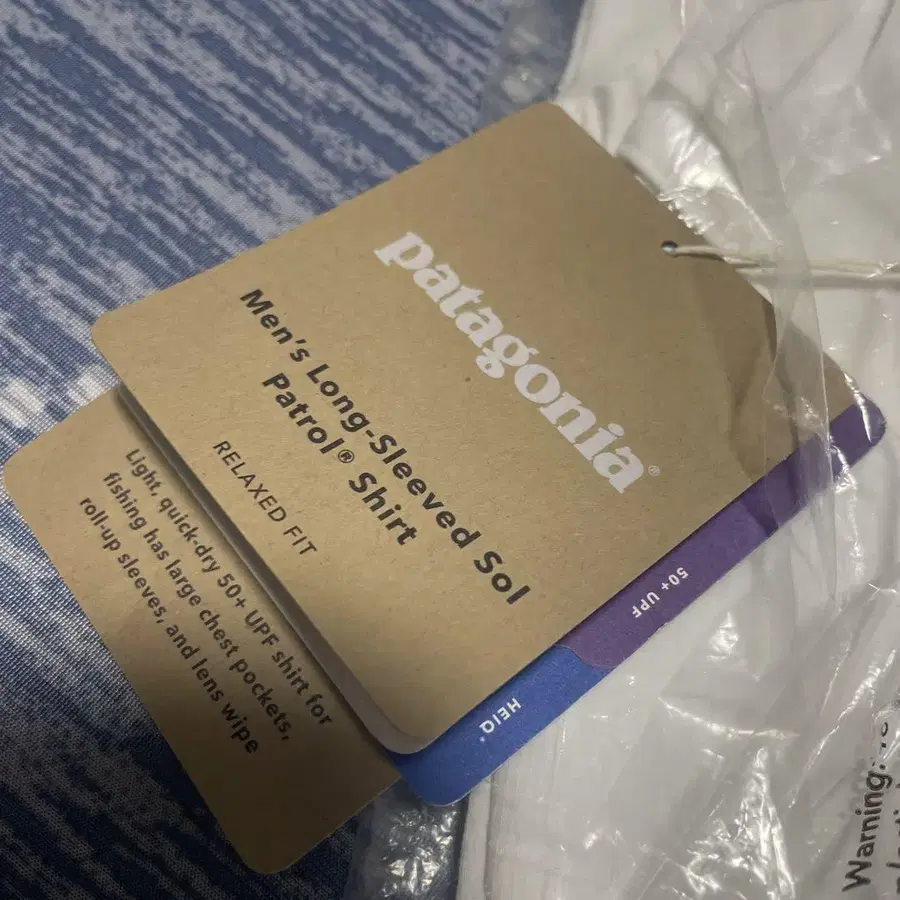 patagonia®
Men's Long-Sleeved Sol
Patrol® Shirt
RELAXED FIT
Light, quick-dry 50+ UPF shirt for
fishing has large chest pockets,
roll-up sleeves, and lens wipe
50+ UPF
HEIQ®
Warning: